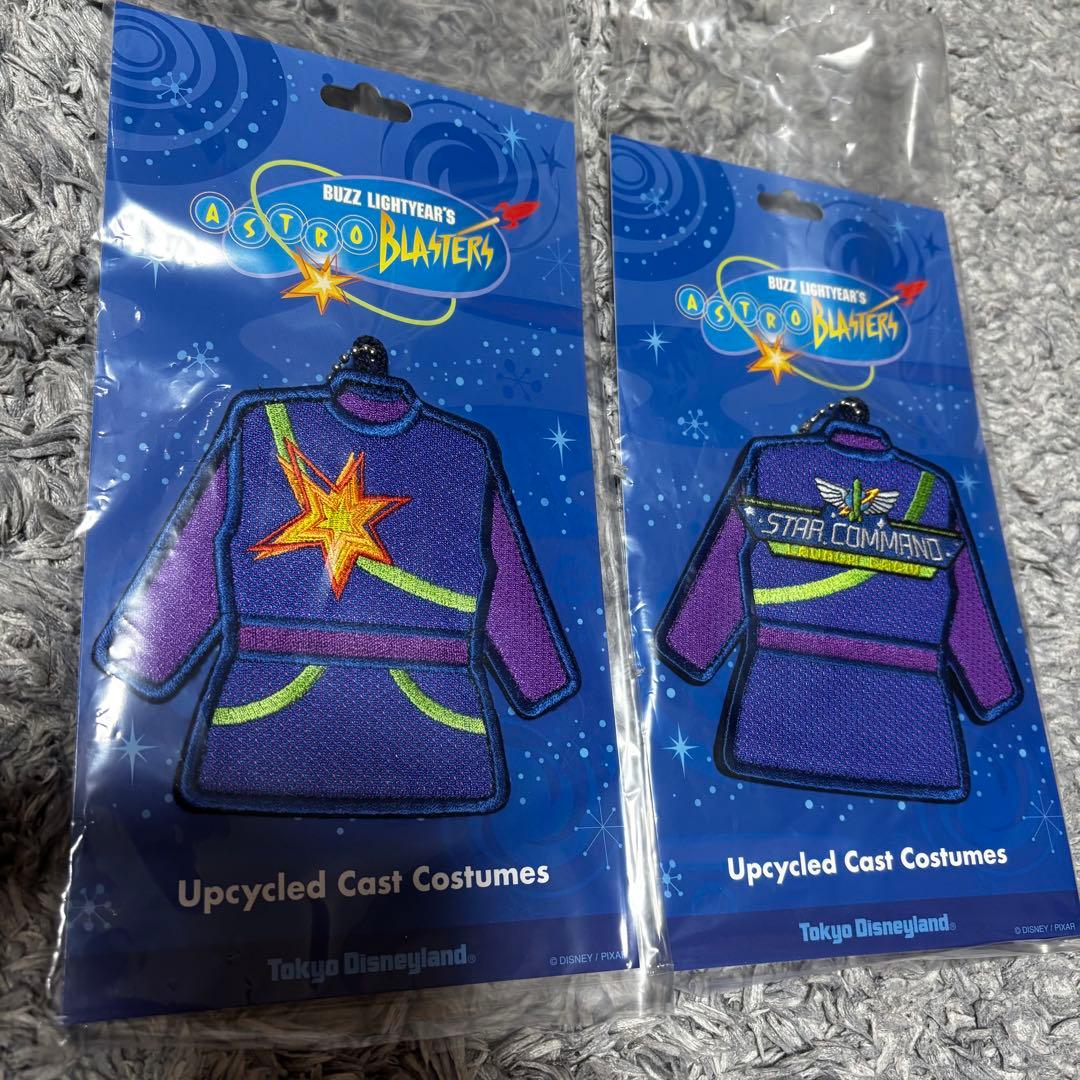 BUZZ LIGHTYEAR'S
ASTRO BLASTERS
Upcycled Cast Costumes
Tokyo Disneyland®
© DISNEY / PIXAR
BUZZ LIGHTYEAR'S
ASTRO BLASTERS
STAR COMMAND
Upcycled Cast Costumes
Tokyo Disneyland®
© DISNEY / PIXAR